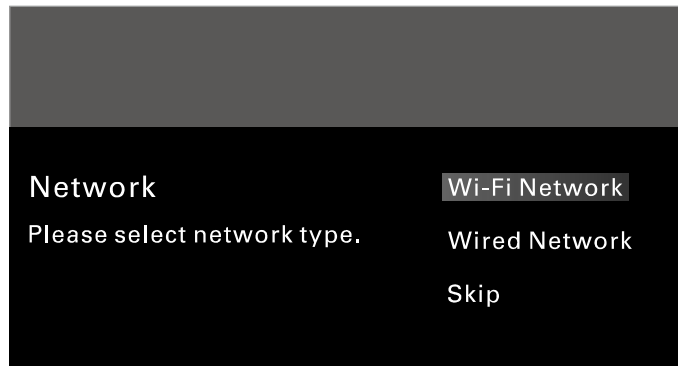 Network
Please select network type.
Wi-Fi Network
Wired Network
Skip